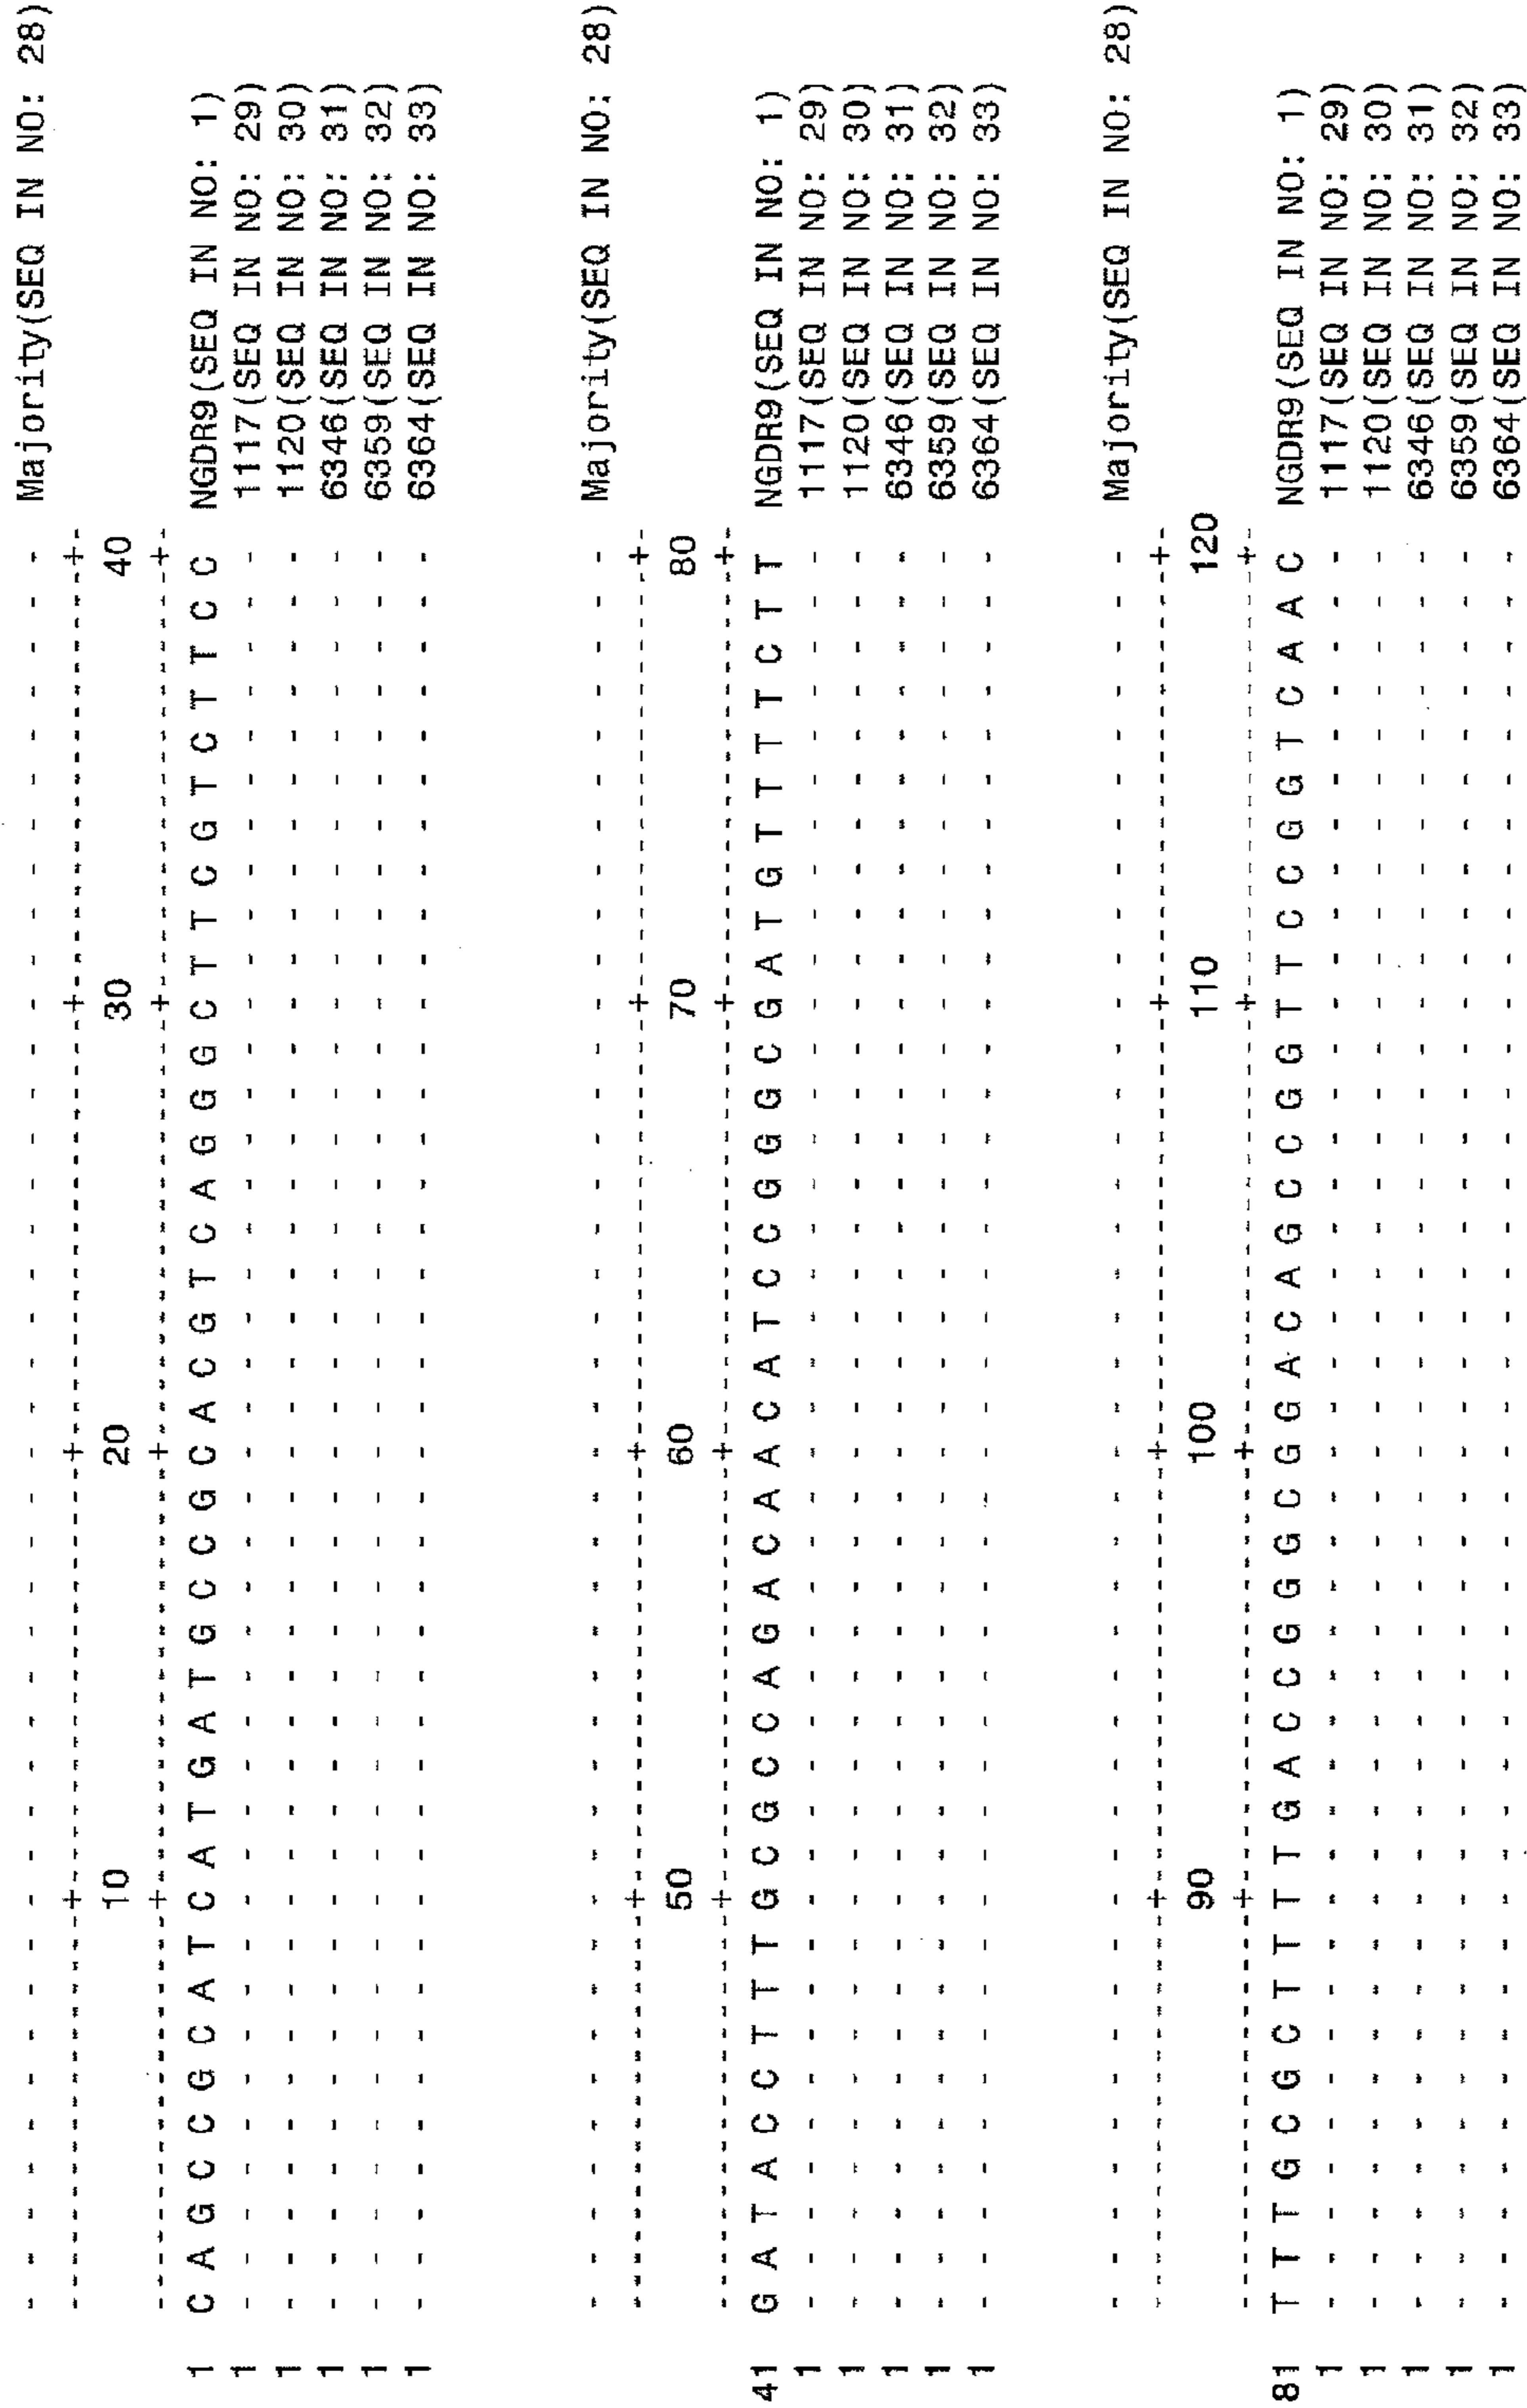 - - - - - - - - - - - - - - - - - - - - - - - - - - - - - - - - - - - - - - - - Majority(SEQ IN NO: 28)
------------------+-------------------+-------------------+-------------------+-
10 20 30 40
------------------+-------------------+-------------------+-------------------+-
1 C A G C C G C A T C A T G A T G C C G C A C G T C A G G G C T T C G T C T T C C NGDR9(SEQ IN NO: 1)
1 - - - - - - - - - - - - - - - - - - - - - - - - - - - - - - - - - - - - - - - - 1117(SEQ IN NO: 29)
1 - - - - - - - - - - - - - - - - - - - - - - - - - - - - - - - - - - - - - - - - 1120(SEQ IN NO: 30)
1 - - - - - - - - - - - - - - - - - - - - - - - - - - - - - - - - - - - - - - - - 6346(SEQ IN NO: 31)
1 - - - - - - - - - - - - - - - - - - - - - - - - - - - - - - - - - - - - - - - - 6359(SEQ IN NO: 32)
1 - - - - - - - - - - - - - - - - - - - - - - - - - - - - - - - - - - - - - - - - 6364(SEQ IN NO: 33)
- - - - - - - - - - - - - - - - - - - - - - - - - - - - - - - - - - - - - - - - Majority(SEQ IN NO: 28)
------------------+-------------------+-------------------+-------------------+-
50 60 70 80
------------------+-------------------+-------------------+-------------------+-
41 G A T A C C T T T G C G C C A G A C A A C A T C C G G G C G A T G T T T T C T T NGDR9(SEQ IN NO: 1)
1 - - - - - - - - - - - - - - - - - - - - - - - - - - - - - - - - - - - - - - - - 1117(SEQ IN NO: 29)
1 - - - - - - - - - - - - - - - - - - - - - - - - - - - - - - - - - - - - - - - - 1120(SEQ IN NO: 30)
1 - - - - - - - - - - - - - - - - - - - - - - - - - - - - - - - - - - - - - - - - 6346(SEQ IN NO: 31)
1 - - - - - - - - - - - - - - - - - - - - - - - - - - - - - - - - - - - - - - - - 6359(SEQ IN NO: 32)
1 - - - - - - - - - - - - - - - - - - - - - - - - - - - - - - - - - - - - - - - - 6364(SEQ IN NO: 33)
- - - - - - - - - - - - - - - - - - - - - - - - - - - - - - - - - - - - - - - - Majority(SEQ IN NO: 28)
------------------+-------------------+-------------------+-------------------+-
90 100 110 120
------------------+-------------------+-------------------+-------------------+-
81 T T T G C G C T T T T G A C C G G G C G G A C A G C C G G T T C C G G T C A A C NGDR9(SEQ IN NO: 1)
1 - - - - - - - - - - - - - - - - - - - - - - - - - - - - - - - - - - - - - - - - 1117(SEQ IN NO: 29)
1 - - - - - - - - - - - - - - - - - - - - - - - - - - - - - - - - - - - - - - - - 1120(SEQ IN NO: 30)
1 - - - - - - - - - - - - - - - - - - - - - - - - - - - - - - - - - - - - - - - - 6346(SEQ IN NO: 31)
1 - - - - - - - - - - - - - - - - - - - - - - - - - - - - - - - - - - - - - - - - 6359(SEQ IN NO: 32)
1 - - - - - - - - - - - - - - - - - - - - - - - - - - - - - - - - - - - - - - - - 6364(SEQ IN NO: 33)